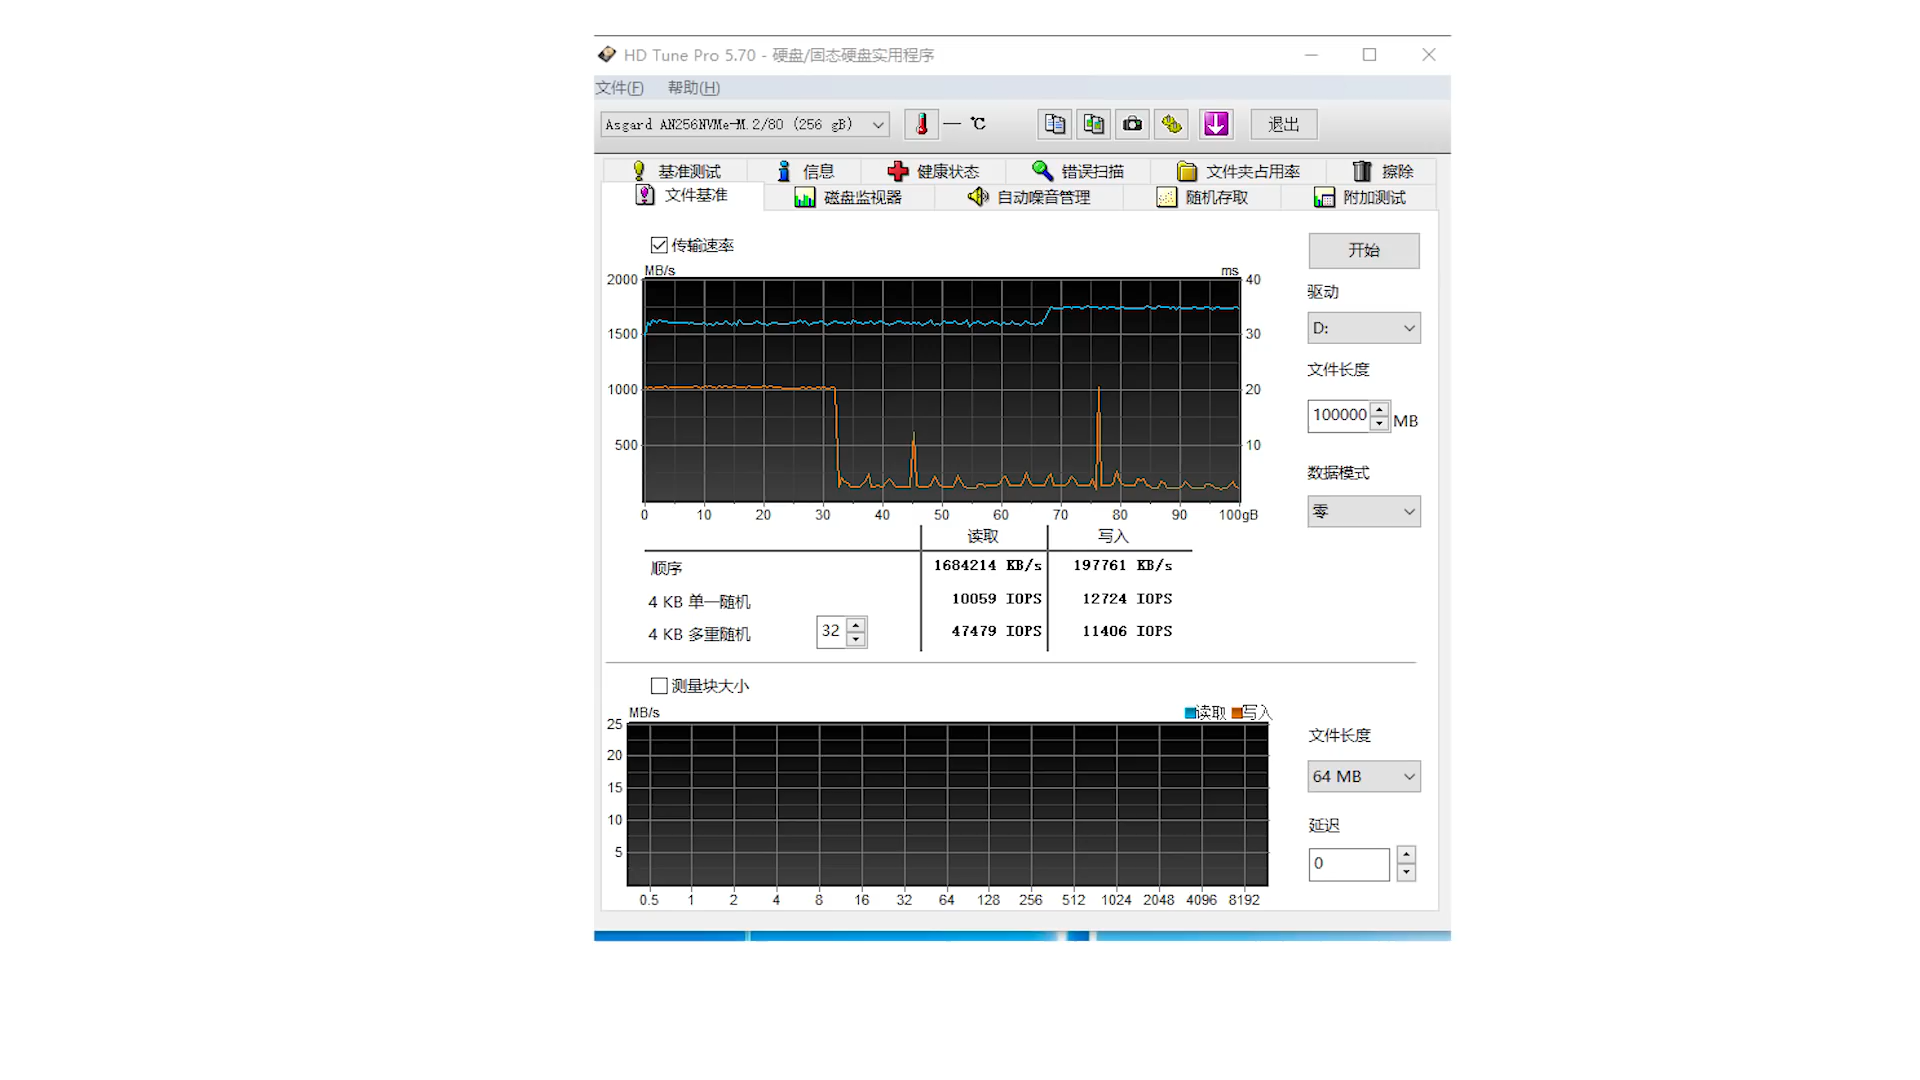 HD Tune Pro 5.70 - 硬盘/固态硬盘实用程序
文件(F) 帮助(H)
Asgard AN256NVMe-M.2/80 (256 gB) — ℃ 退出
基准测试 信息 健康状态 错误扫描 文件夹占用率 擦除
文件基准 磁盘监视器 自动噪音管理 随机存取 附加测试
传输速率 开始
MB/s ms
2000 40
1500 30
1000 20
500 10
0 10 20 30 40 50 60 70 80 90 100gB
驱动
D:
文件长度
100000 MB
数据模式
零
读取 写入
顺序 1684214 KB/s 197761 KB/s
4 KB 单一随机 10059 IOPS 12724 IOPS
4 KB 多重随机 32 47479 IOPS 11406 IOPS
测量块大小
MB/s 读取 写入
25
20
15
10
5
0.5 1 2 4 8 16 32 64 128 256 512 1024 2048 4096 8192
文件长度
64 MB
延迟
0